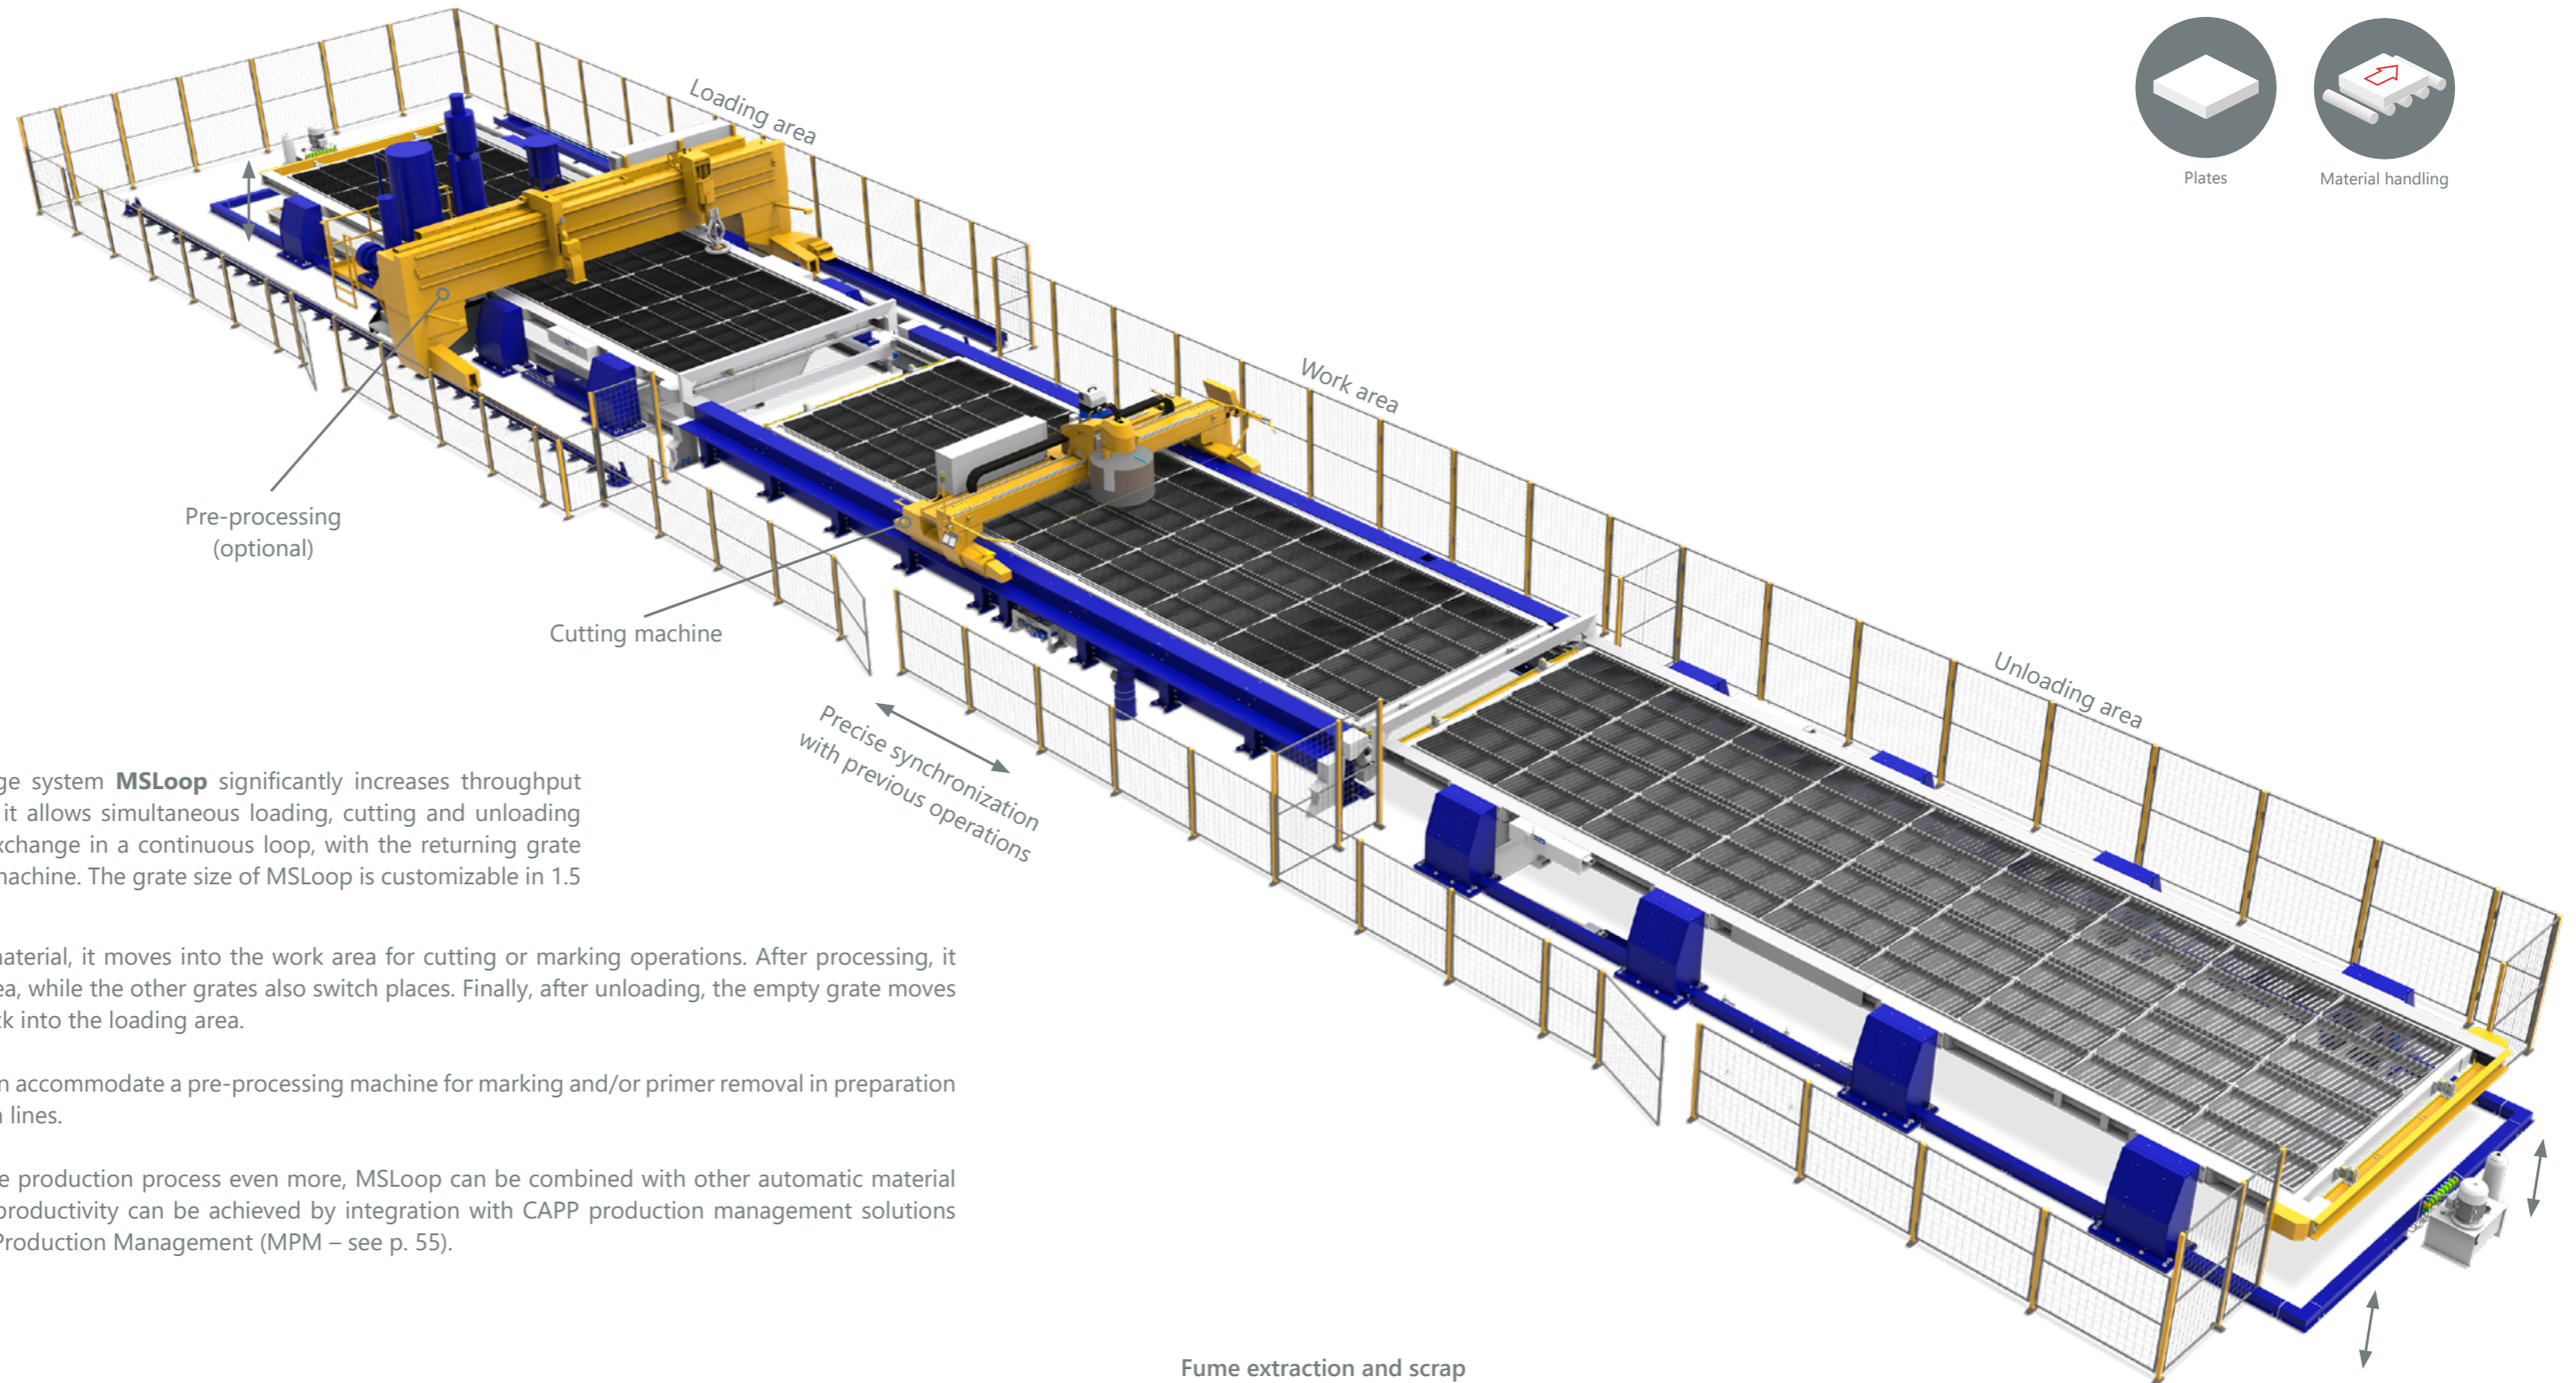 Loading area
Plates
Material handling
Work area
Pre-processing
(optional)
Cutting machine
Unloading area
Precise synchronization
with previous operations
ge system MSLoop significantly increases throughput
it allows simultaneous loading, cutting and unloading
xchange in a continuous loop, with the returning grate
machine. The grate size of MSLoop is customizable in 1.5
material, it moves into the work area for cutting or marking operations. After processing, it
ea, while the other grates also switch places. Finally, after unloading, the empty grate moves
ck into the loading area.
n accommodate a pre-processing machine for marking and/or primer removal in preparation
n lines.
e production process even more, MSLoop can be combined with other automatic material
productivity can be achieved by integration with CAPP production management solutions
Production Management (MPM – see p. 55).
Fume extraction and scrap